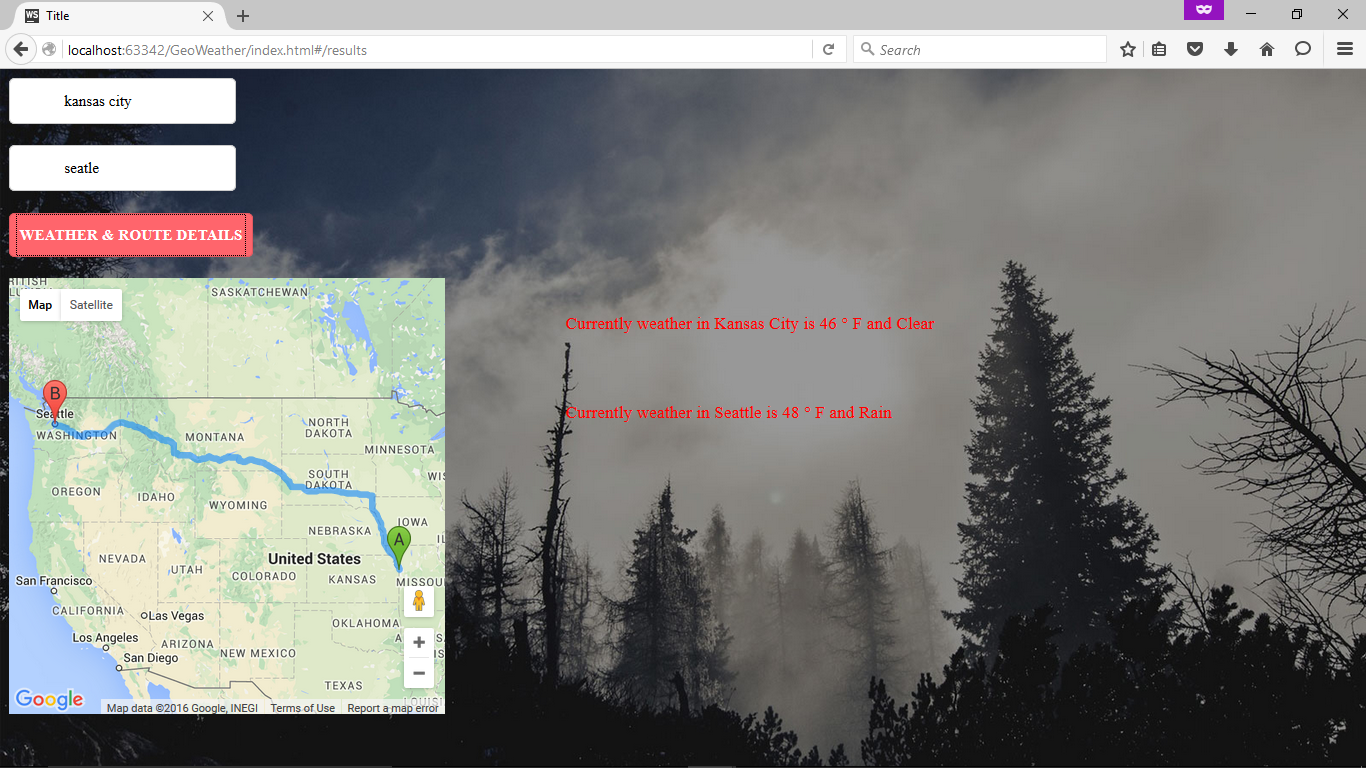 WS Title
localhost:63342/GeoWeather/index.html#/results
Search
kansas city
seatle
WEATHER & ROUTE DETAILS
Currently weather in Kansas City is 46 ° F and Clear
Currently weather in Seattle is 48 ° F and Rain
Map Satellite
SASKATCHEWAN
B
Seattle
WASHINGTON
MONTANA
NORTH
DAKOTA
MINNESOTA
SOUTH
DAKOTA
OREGON
IDAHO
WYOMING
IOWA
NEBRASKA
A
NEVADA
United States
UTAH
COLORADO
KANSAS
MISSOU
San Francisco
CALIFORNIA
Las Vegas
OKLAHOMA
Los Angeles
ARIZONA
NEW MEXICO
San Diego
TEXAS
Google
Map data ©2016 Google, INEGI Terms of Use Report a map error